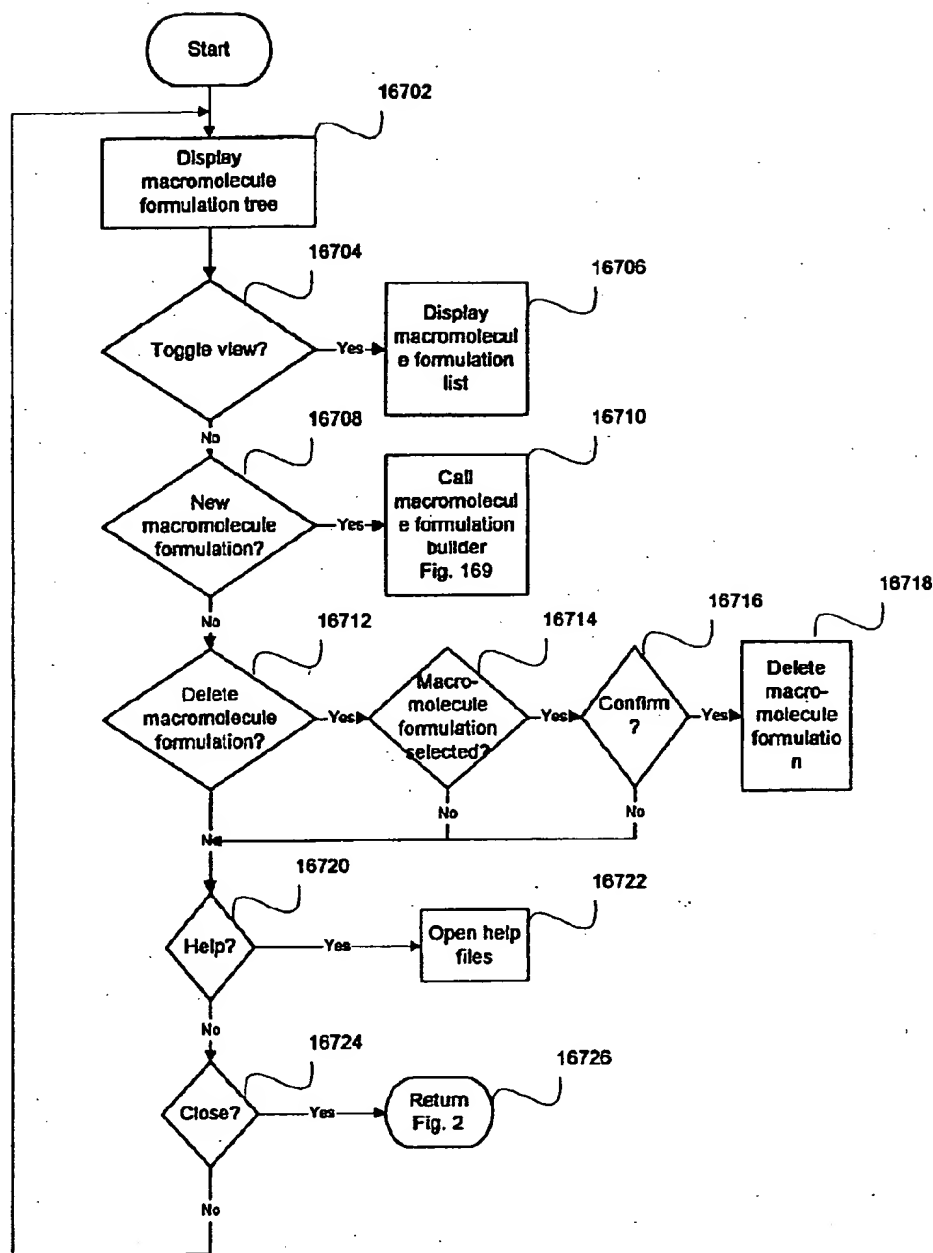 Start
16702
Display
macromolecule
formulation tree
16704
Toggle view?
Yes
16706
Display
macromolecul
e formulation
list
No
16708
New
macromolecule
formulation?
Yes
16710
Call
macromolecul
e formulation
builder
Fig. 169
No
16712
Delete
macromolecule
formulation?
Yes
16714
Macro-
molecule
formulation
selected?
Yes
16716
Confirm
?
Yes
16718
Delete
macro-
molecule
formulatio
n
No
No
N
16720
Help?
Yes
16722
Open help
files
No
16724
Close?
Yes
16726
Return
Fig. 2
No